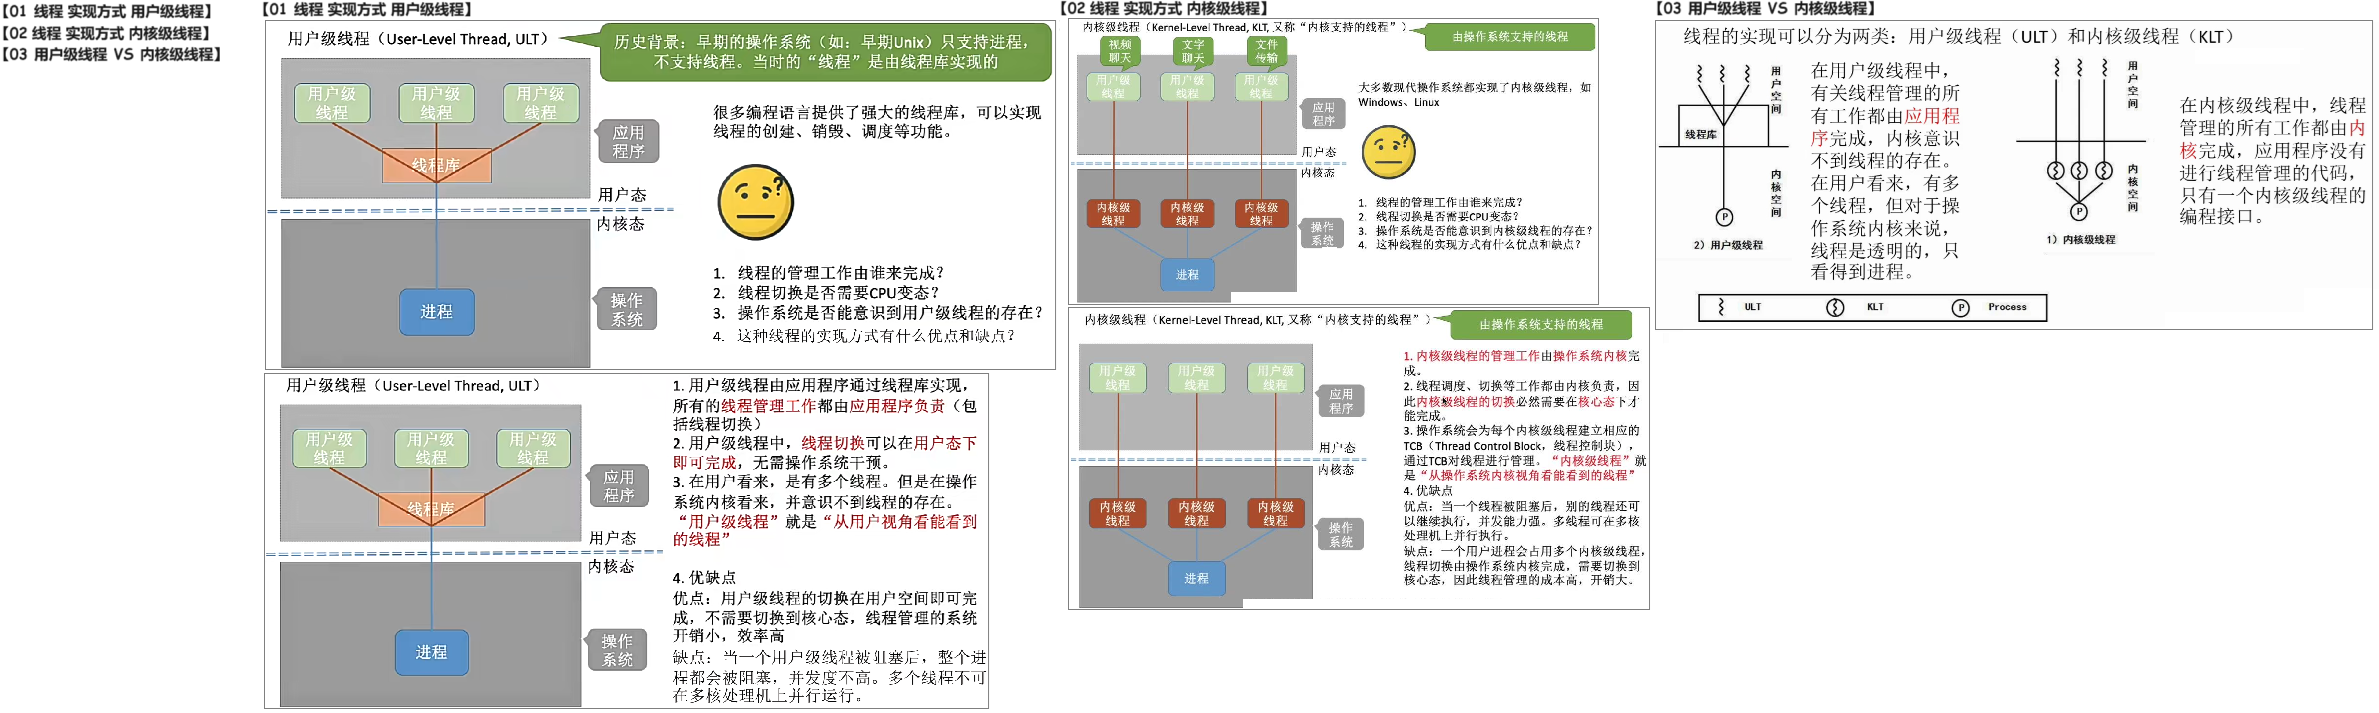 【01 线程 实现方式 用户级线程】
【02 线程 实现方式 内核级线程】
【03 用户级线程 VS 内核级线程】
【01 线程 实现方式 用户级线程】
用户级线程（User-Level Thread, ULT）
历史背景：早期的操作系统（如：早期Unix）只支持进程，
不支持线程。当时的“线程”是由线程库实现的
用户级
线程
用户级
线程
用户级
线程
线程库
应用
程序
用户态
内核态
进程
操作
系统
很多编程语言提供了强大的线程库，可以实现
线程的创建、销毁、调度等功能。
1. 线程的管理工作由谁来完成？
2. 线程切换是否需要CPU变态？
3. 操作系统是否能意识到用户级线程的存在？
4. 这种线程的实现方式有什么优点和缺点？
用户级线程（User-Level Thread, ULT）
用户级
线程
用户级
线程
用户级
线程
线程库
应用
程序
用户态
内核态
进程
操作
系统
1. 用户级线程由应用程序通过线程库实现，
所有的线程管理工作都由应用程序负责（包
括线程切换）
2. 用户级线程中，线程切换可以在用户态下
即可完成，无需操作系统干预。
3. 在用户看来，是有多个线程。但是在操作
系统内核看来，并意识不到线程的存在。
“用户级线程”就是“从用户视角看能看到
的线程”
4. 优缺点
优点：用户级线程的切换在用户空间即可完
成，不需要切换到核心态，线程管理的系统
开销小，效率高
缺点：当一个用户级线程被阻塞后，整个进
程都会被阻塞，并发度不高。多个线程不可
在多核处理机上并行运行。
【02 线程 实现方式 内核级线程】
内核级线程（Kernel-Level Thread, KLT, 又称“内核支持的线程”）
由操作系统支持的线程
视频
聊天
文字
聊天
文件
传输
用户级
线程
用户级
线程
用户级
线程
应用
程序
用户态
内核态
内核级
线程
内核级
线程
内核级
线程
操作
系统
进程
大多数现代操作系统都实现了内核级线程，如
Windows、Linux
1. 线程的管理工作由谁来完成？
2. 线程切换是否需要CPU变态？
3. 操作系统是否能意识到内核级线程的存在？
4. 这种线程的实现方式有什么优点和缺点？
内核级线程（Kernel-Level Thread, KLT, 又称“内核支持的线程”）
由操作系统支持的线程
用户级
线程
用户级
线程
用户级
线程
应用
程序
用户态
内核态
内核级
线程
内核级
线程
内核级
线程
操作
系统
进程
1. 内核级线程的管理工作由操作系统内核完
成。
2. 线程调度、切换等工作都由内核负责，因
此内核级线程的切换必然需要在核心态下才
能完成。
3. 操作系统会为每个内核级线程建立相应的
TCB（Thread Control Block，线程控制块），
通过TCB对线程进行管理。“内核级线程”就
是“从操作系统内核视角看能看到的线程”
4. 优缺点
优点：当一个线程被阻塞后，别的线程还可
以继续执行，并发能力强。多线程可在多核
处理机上并行执行。
缺点：一个用户进程会占用多个内核级线程，
线程切换由操作系统内核完成，需要切换到
核心态，因此线程管理的成本高，开销大。
【03 用户级线程 VS 内核级线程】
线程的实现可以分为两类：用户级线程（ULT）和内核级线程（KLT）
用户空间
线程库
内核空间
P
2）用户级线程
在用户级线程中，
有关线程管理的所
有工作都由应用程
序完成，内核意识
不到线程的存在。
在用户看来，有多
个线程，但对于操
作系统内核来说，
线程是透明的，只
看得到进程。
用户空间
内核空间
P
1）内核级线程
在内核级线程中，线程
管理的所有工作都由内
核完成，应用程序没有
进行线程管理的代码，
只有一个内核级线程的
编程接口。
ULT
KLT
P Process